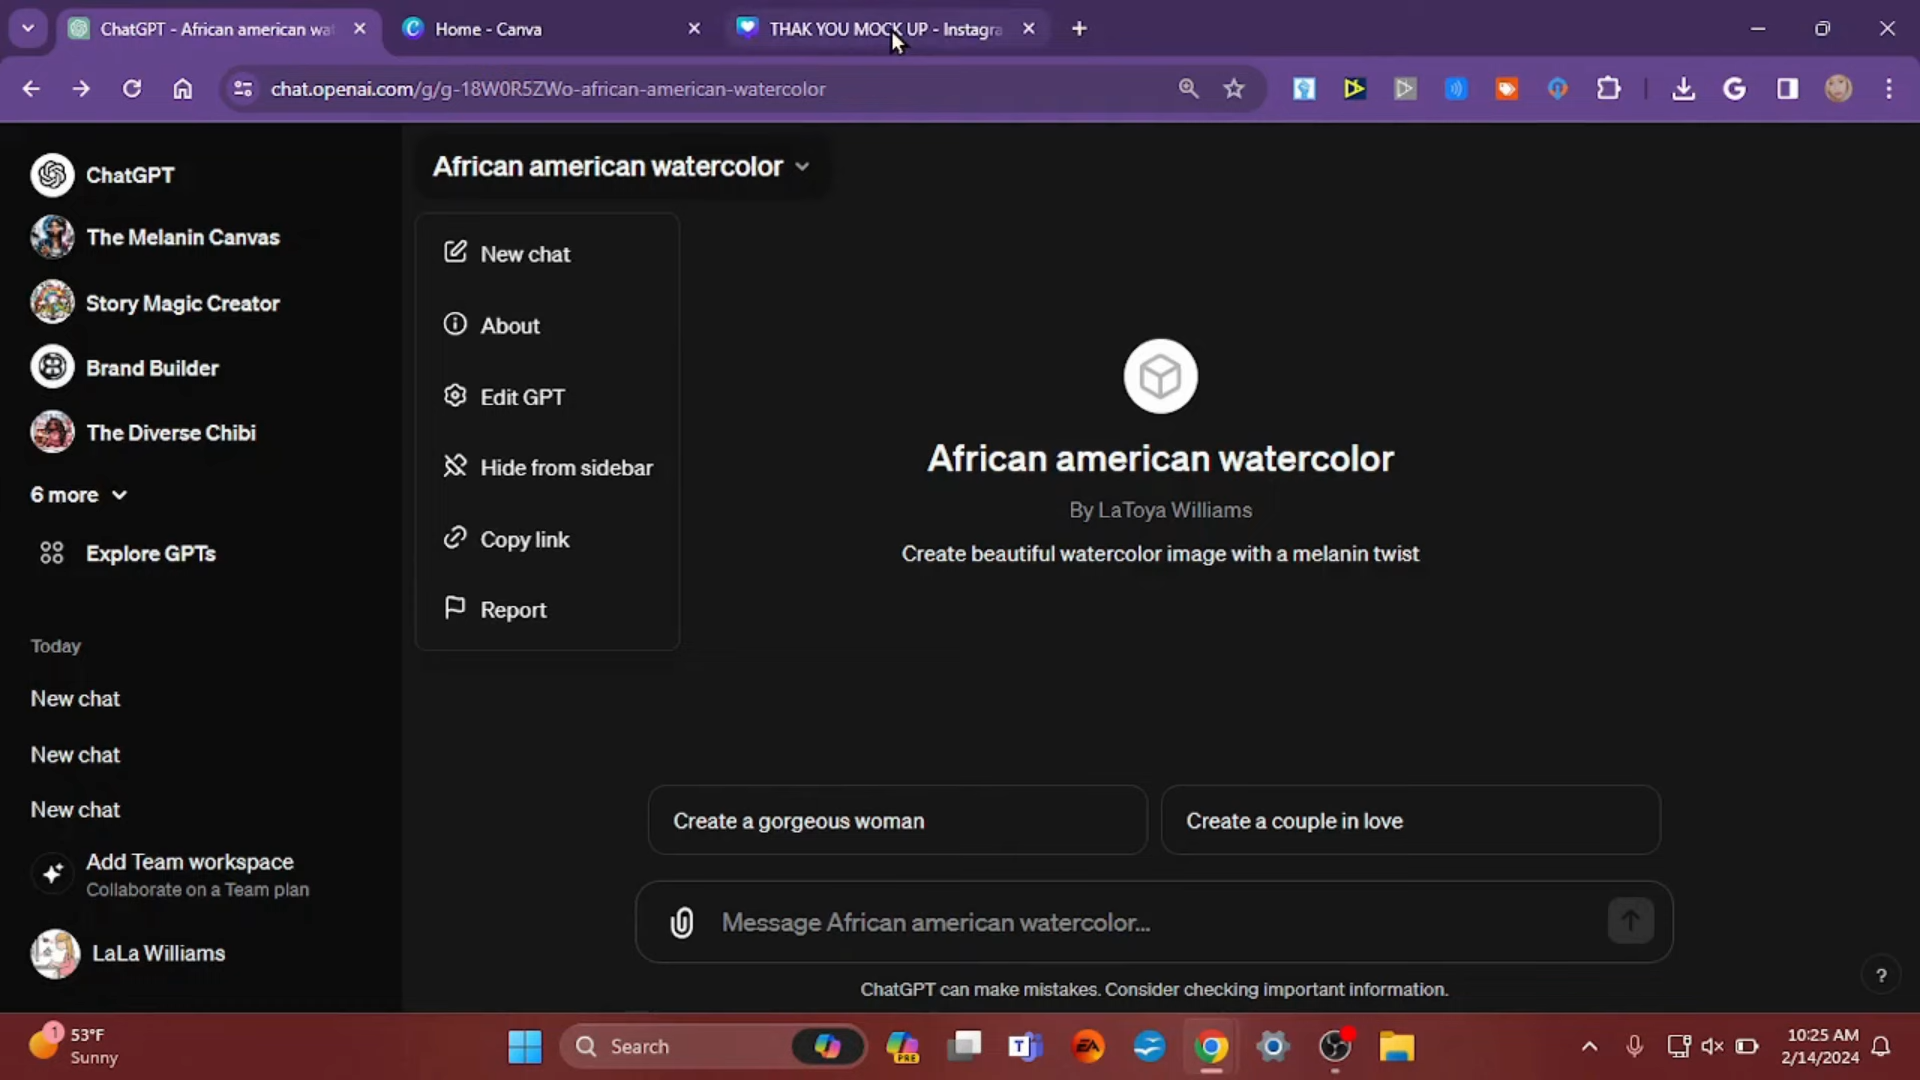 ChatGPT - African american wa
Home - Canva
THAK YOU MOCK UP - Instagra
chat.openai.com/g/g-18W0R5ZWo-african-american-watercolor
ChatGPT
The Melanin Canvas
Story Magic Creator
Brand Builder
The Diverse Chibi
6 more
Explore GPTs
Today
New chat
New chat
New chat
Add Team workspace
Collaborate on a Team plan
LaLa Williams
African american watercolor
New chat
About
Edit GPT
Hide from sidebar
Copy link
Report
African american watercolor
By LaToya Williams
Create beautiful watercolor image with a melanin twist
Create a gorgeous woman
Create a couple in love
Message African american watercolor...
ChatGPT can make mistakes. Consider checking important information.
?
1
53°F
Sunny
Search
PRE
T
EA
10:25 AM
2/14/2024